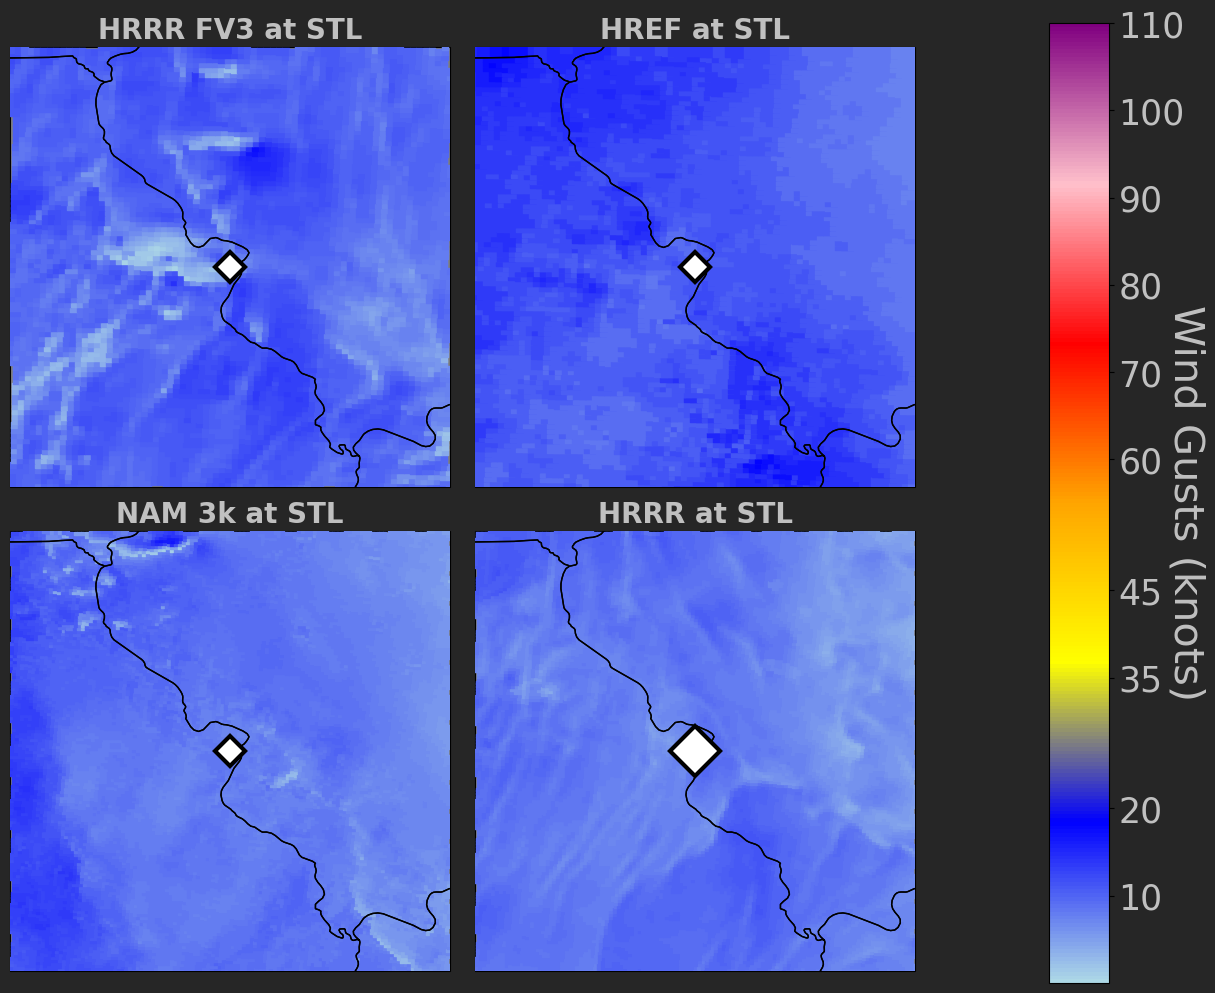 HRRR FV3 at STL
HREF at STL
NAM 3k at STL
HRRR at STL
110
100
90
80
70
60
45
35
20
10
Wind Gusts (knots)